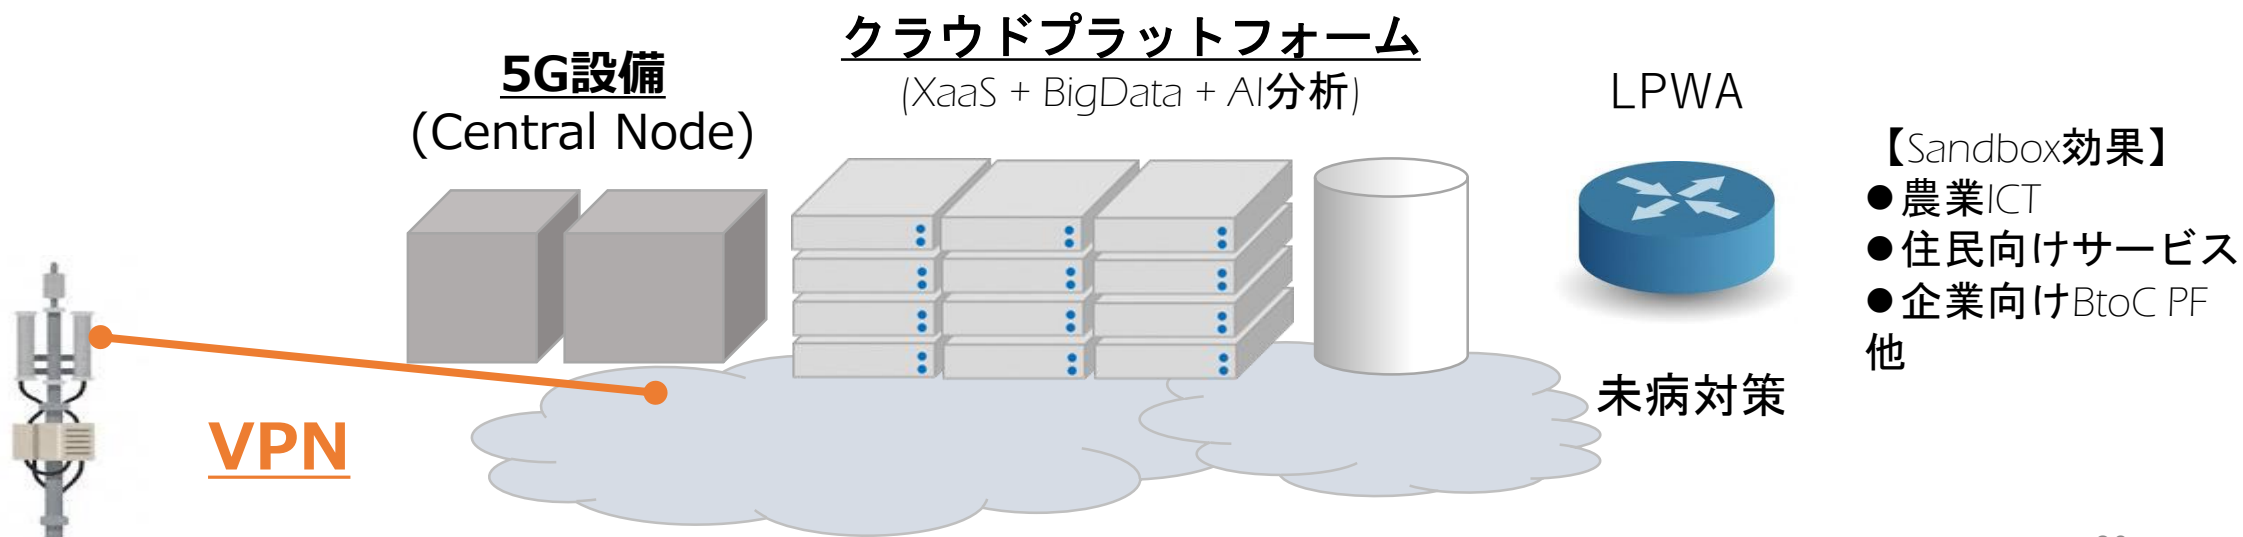 クラウドプラットフォーム
(XaaS + BigData + AI分析)
5G設備
(Central Node)
LPWA
【Sandbox効果】
●農業ICT
●住民向けサービス
●企業向けBtoC PF
他
未病対策
VPN